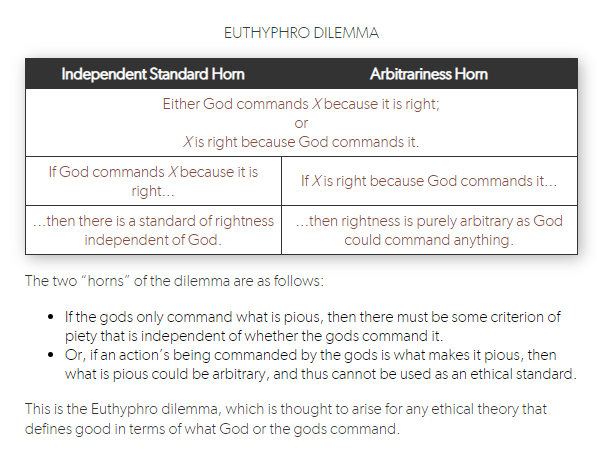 EUTHYPHRO DILEMMA
Independent Standard Horn
Arbitrariness Horn
Either God commands X because it is right;
or
X is right because God commands it.
If God commands X because it is
right...
If X is right because God commands it...
...then there is a standard of rightness
independent of God.
...then rightness is purely arbitrary as God
could command anything.
The two “horns” of the dilemma are as follows:
• If the gods only command what is pious, then there must be some criterion of
piety that is independent of whether the gods command it.
• Or, if an action’s being commanded by the gods is what makes it pious, then
what is pious could be arbitrary, and thus cannot be used as an ethical standard.
This is the Euthyphro dilemma, which is thought to arise for any ethical theory that
defines good in terms of what God or the gods command.